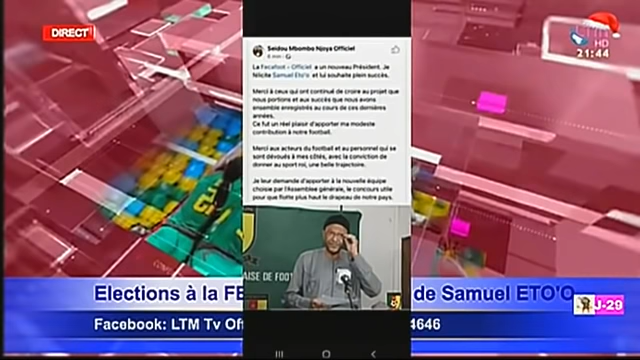 DIRECT
HD
21:44
Seidou Mbombo Njoya Officiel
6 min
La Fecafoot - Officiel a un nouveau Président. Je
félicite Samuel Eto'o et lui souhaite plein succès.
Merci à ceux qui ont continué de croire au projet que
nous portions et aux succès que nous avons
ensemble enregistrés au cours de ces dernières
années.
Ce fut un réel plaisir d'apporter ma modeste
contribution à notre football.
Merci aux acteurs du football et au personnel qui se
sont dévoués à mes côtés, avec la conviction de
donner au sport roi, une belle trajectoire.
Je leur demande d'apporter à la nouvelle équipe
choisie par l'Assemblée générale, le concours utile
pour que flotte plus haut le drapeau de notre pays.
AISE DE FOOT
Elections à la FE de Samuel ETO'O
J-29
Facebook: LTM Tv Off 4646